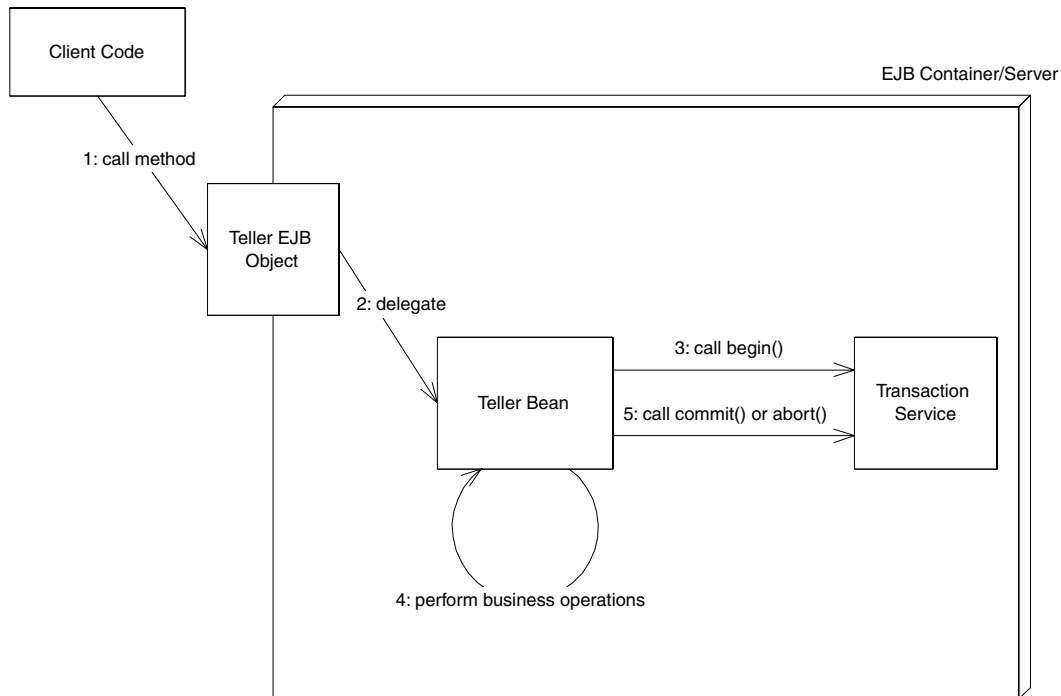 Client Code
EJB Container/Server
1: call method
Teller EJB
Object
2: delegate
3: call begin()
Teller Bean
Transaction
Service
5: call commit() or abort()
4: perform business operations